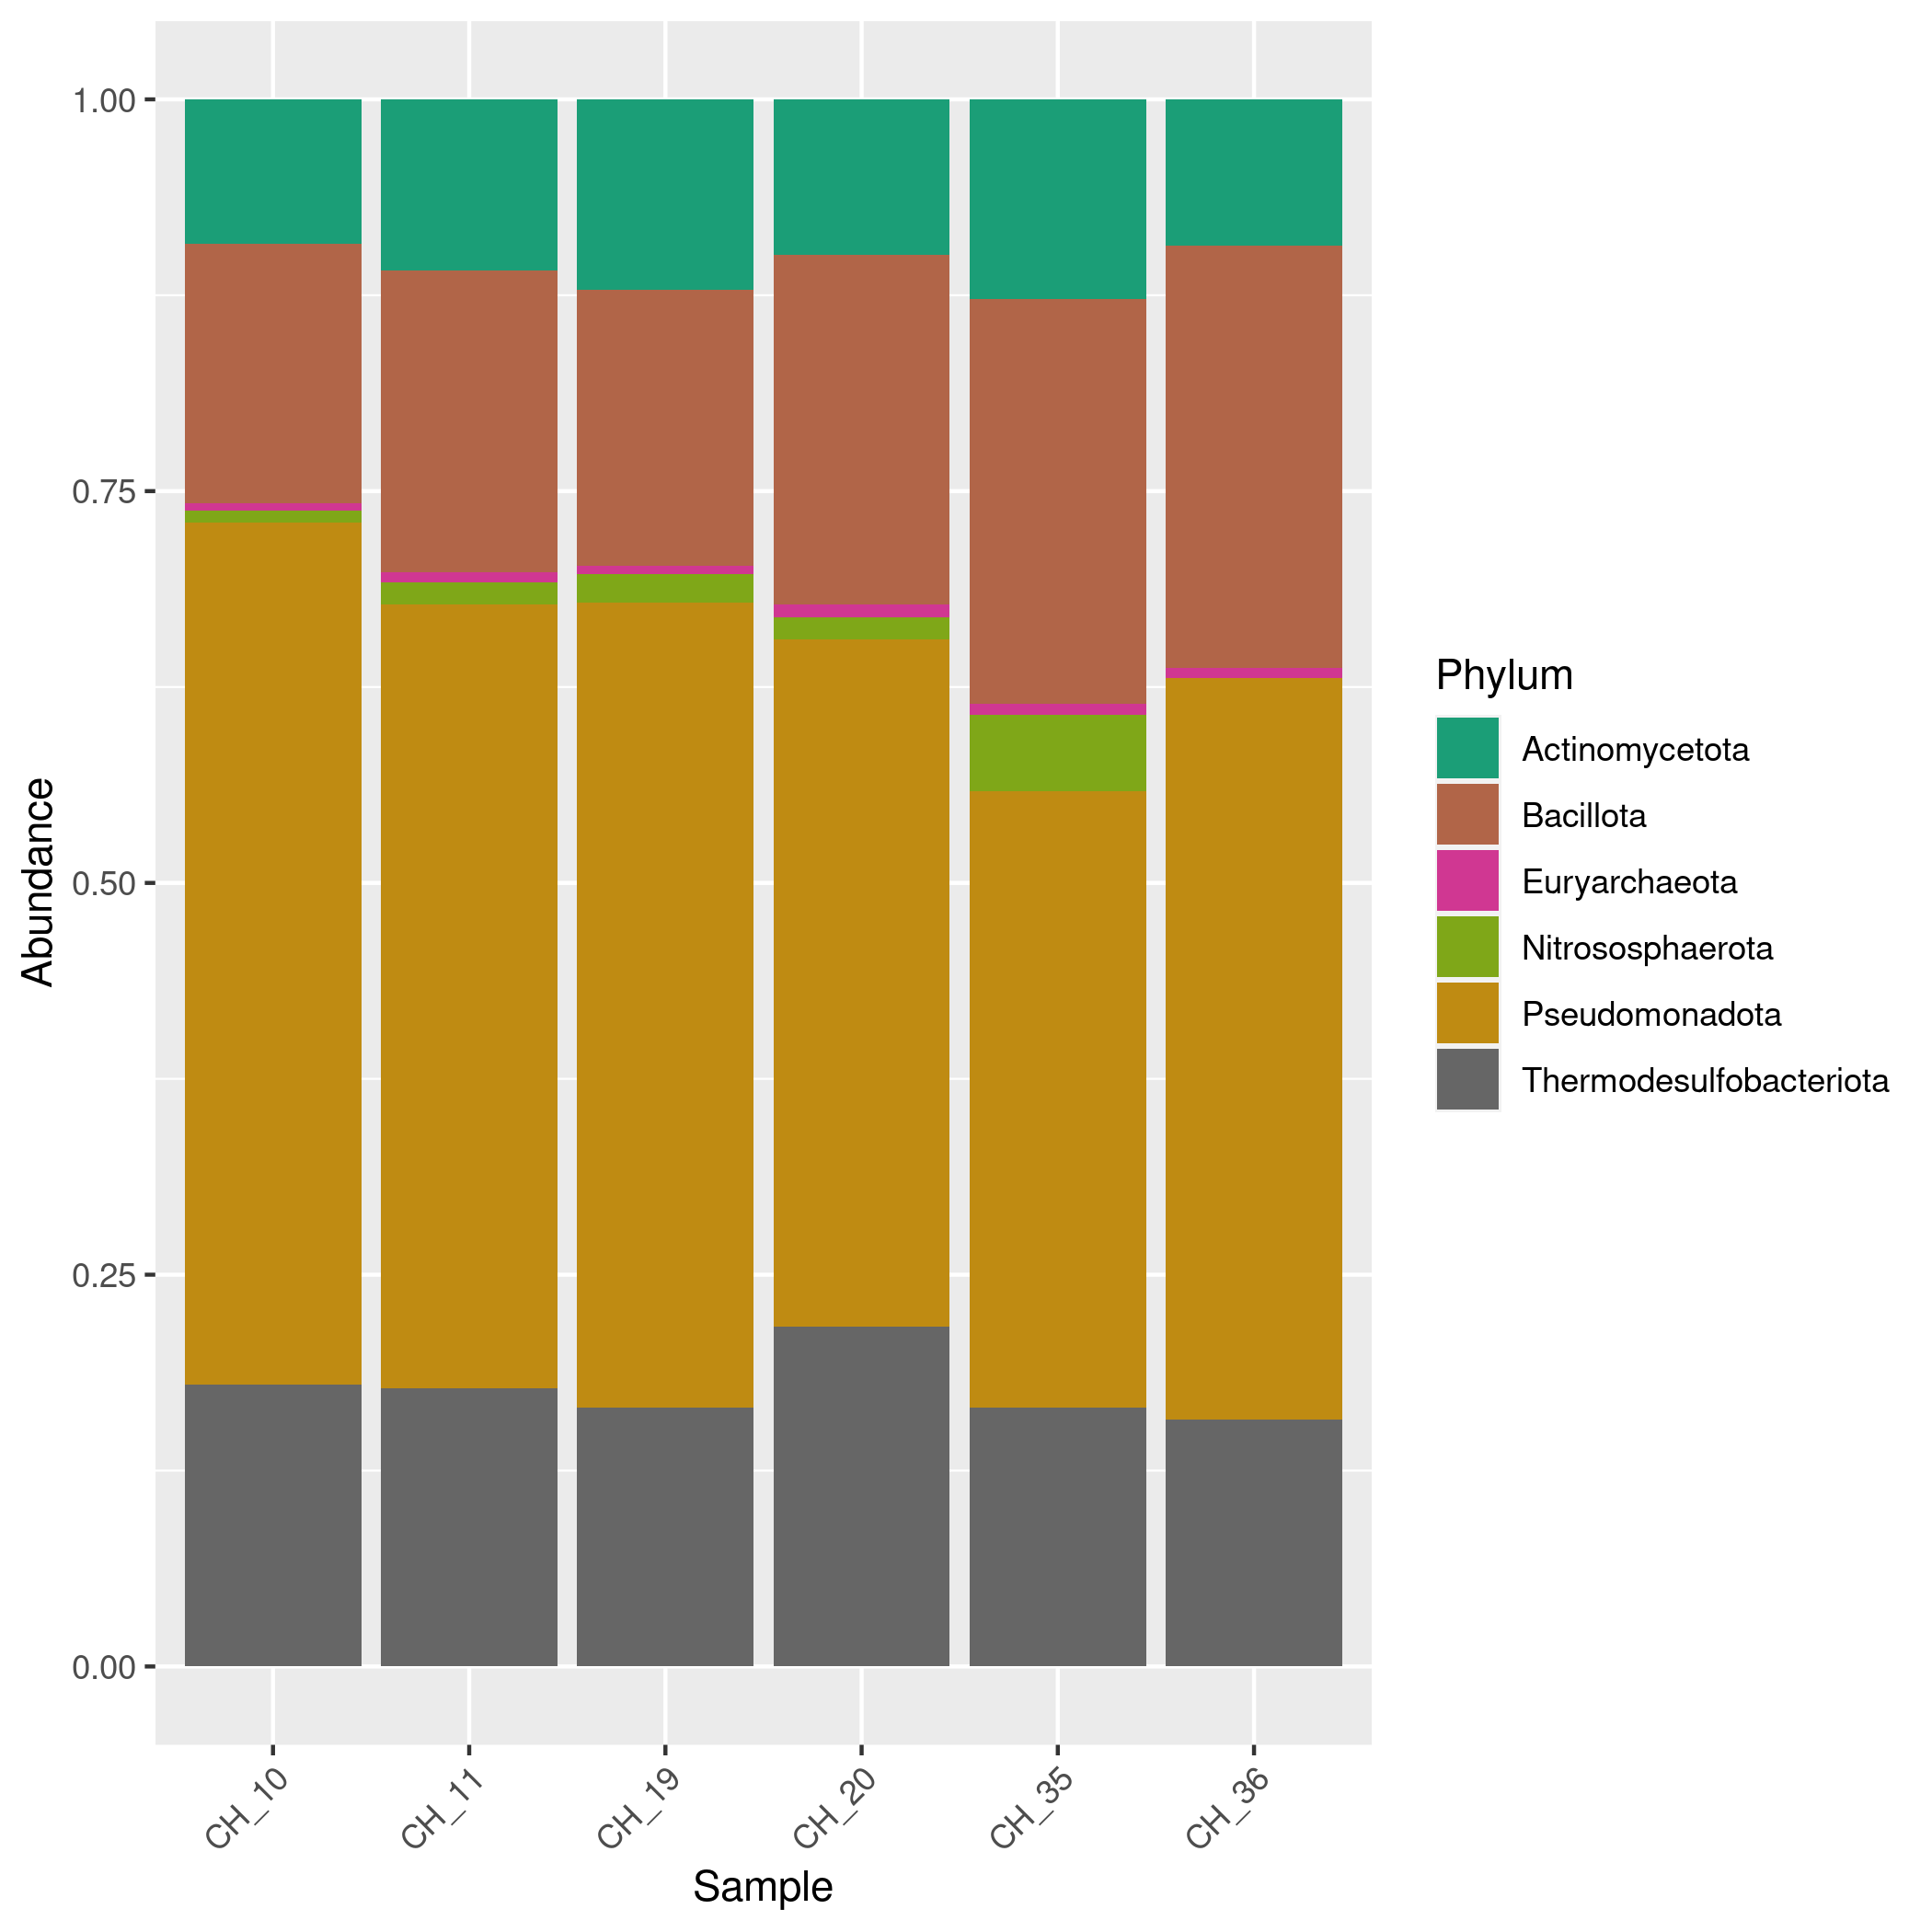 1.00
0.75
0.50
0.25
0.00
Abundance
CH_10
CH_11
CH_19
CH_20
CH_35
CH_36
Sample
Phylum
Actinomycetota
Bacillota
Euryarchaeota
Nitrososphaerota
Pseudomonadota
Thermodesulfobacteriota